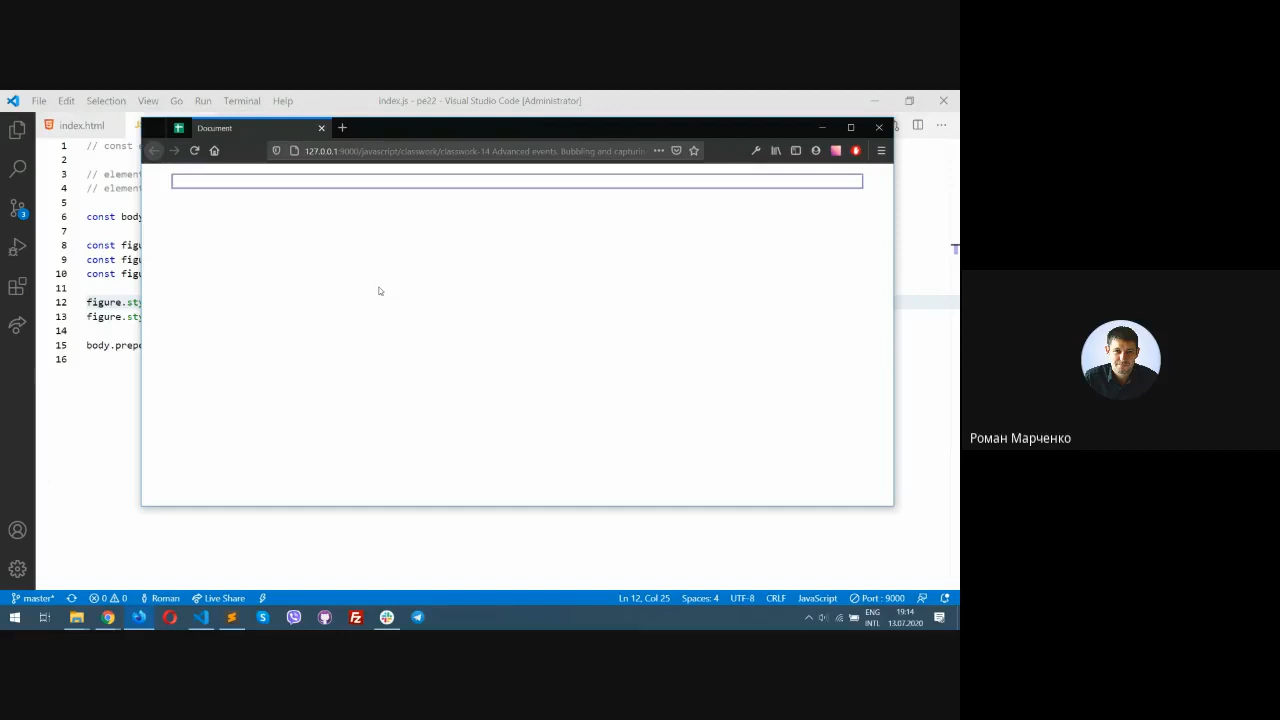 File Edit Selection View Go Run Terminal Help
index.js - pe22 - Visual Studio Code [Administrator]
index.html
Document
127.0.0.1:9000/javascript/classwork/classwork-14 Advanced events. Bubbling and capturin
1 // const
2
3 // elemen
4 // elemen
5
6 const body
7
8 const figu
9 const figu
10 const figu
11
12 figure.sty
13 figure.sty
14
15 body.prepe
16
3
Роман Марченко
master* 0 0 Roman Live Share
Ln 12, Col 25 Spaces: 4 UTF-8 CRLF JavaScript Port : 9000
ENG
INTL
19:14
13.07.2020